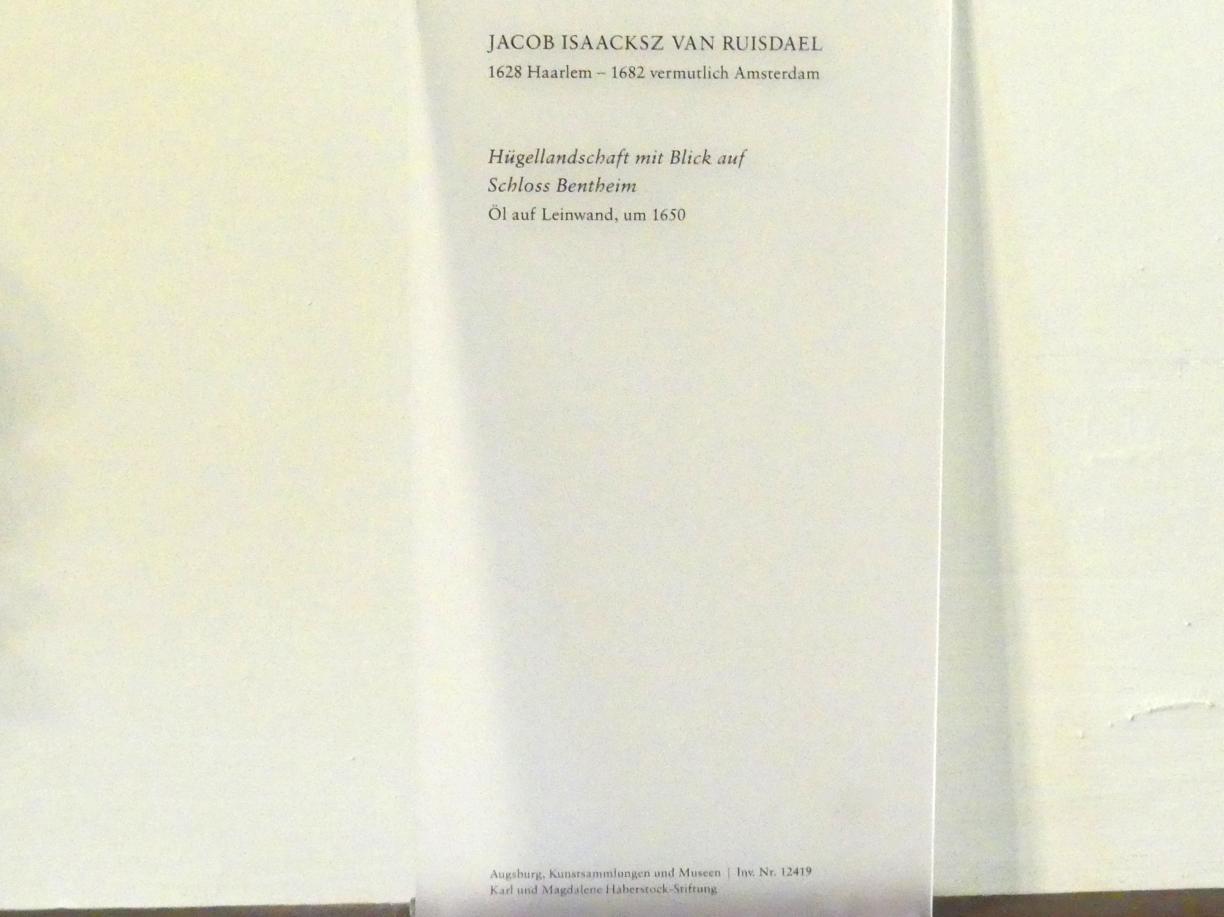 JACOB ISAACKSZ VAN RUISDAEL
1628 Haarlem – 1682 vermutlich Amsterdam
Hügellandschaft mit Blick auf
Schloss Bentheim
Öl auf Leinwand, um 1650
Augsburg, Kunstsammlungen und Museen | Inv. Nr. 12419
Karl und Magdalene Haberstock-Stiftung